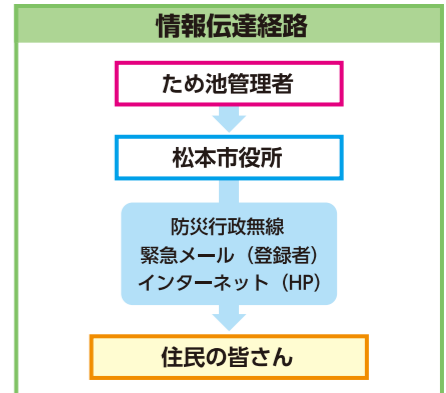 情報伝達経路
ため池管理者
松本市役所
防災行政無線
緊急メール（登録者）
インターネット（HP）
住民の皆さん